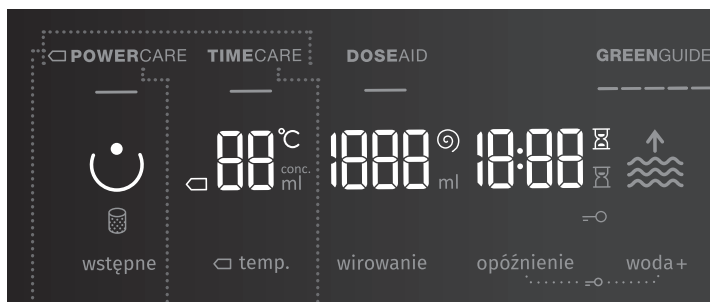 POWERCARE TIMECARE DOSEAID GREENGUIDE
88 °C 1888 18:88
conc.
ml ml
wstępne temp. wirowanie opóźnienie woda+